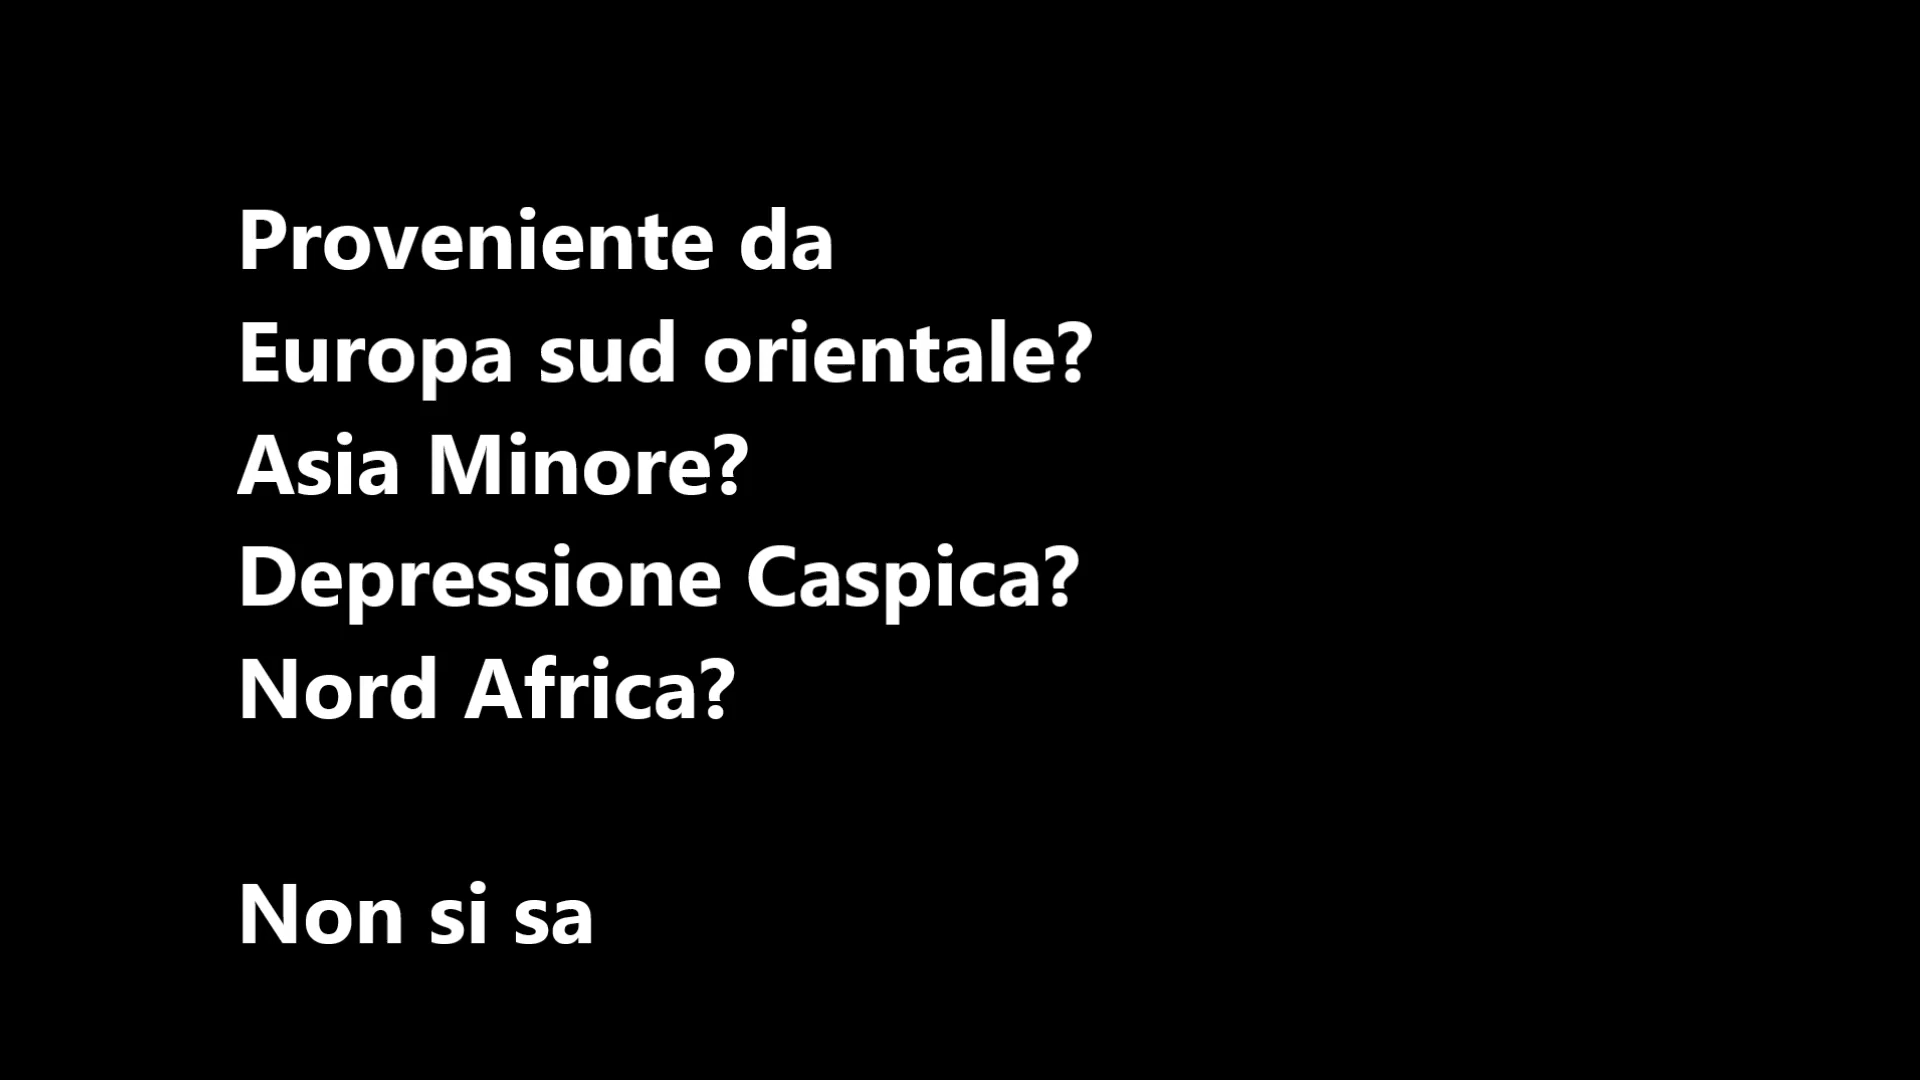 Proveniente da
Europa sud orientale?
Asia Minore?
Depressione Caspica?
Nord Africa?
Non si sa